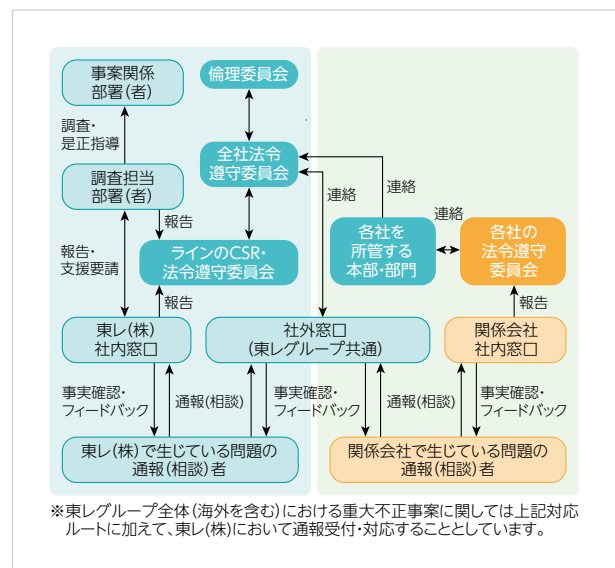 事案関係
部署(者)
倫理委員会
調査・
是正指導
全社法令
遵守委員会
連絡
連絡
調査担当
部署(者)
報告
報告・
支援要請
ラインのCSR・
法令遵守委員会
各社を
所管する
本部・部門
連絡
各社の
法令遵守
委員会
報告
報告
東レ(株)
社内窓口
社外窓口
(東レグループ共通)
関係会社
社内窓口
事実確認・
フィードバック
通報(相談)
事実確認・
フィードバック
通報(相談)
事実確認・
フィードバック
東レ(株)で生じている問題の
通報(相談)者
関係会社で生じている問題の
通報(相談)者
※東レグループ全体(海外を含む)における重大不正事案に関しては上記対応
ルートに加えて、東レ(株)において通報受付・対応することとしています。